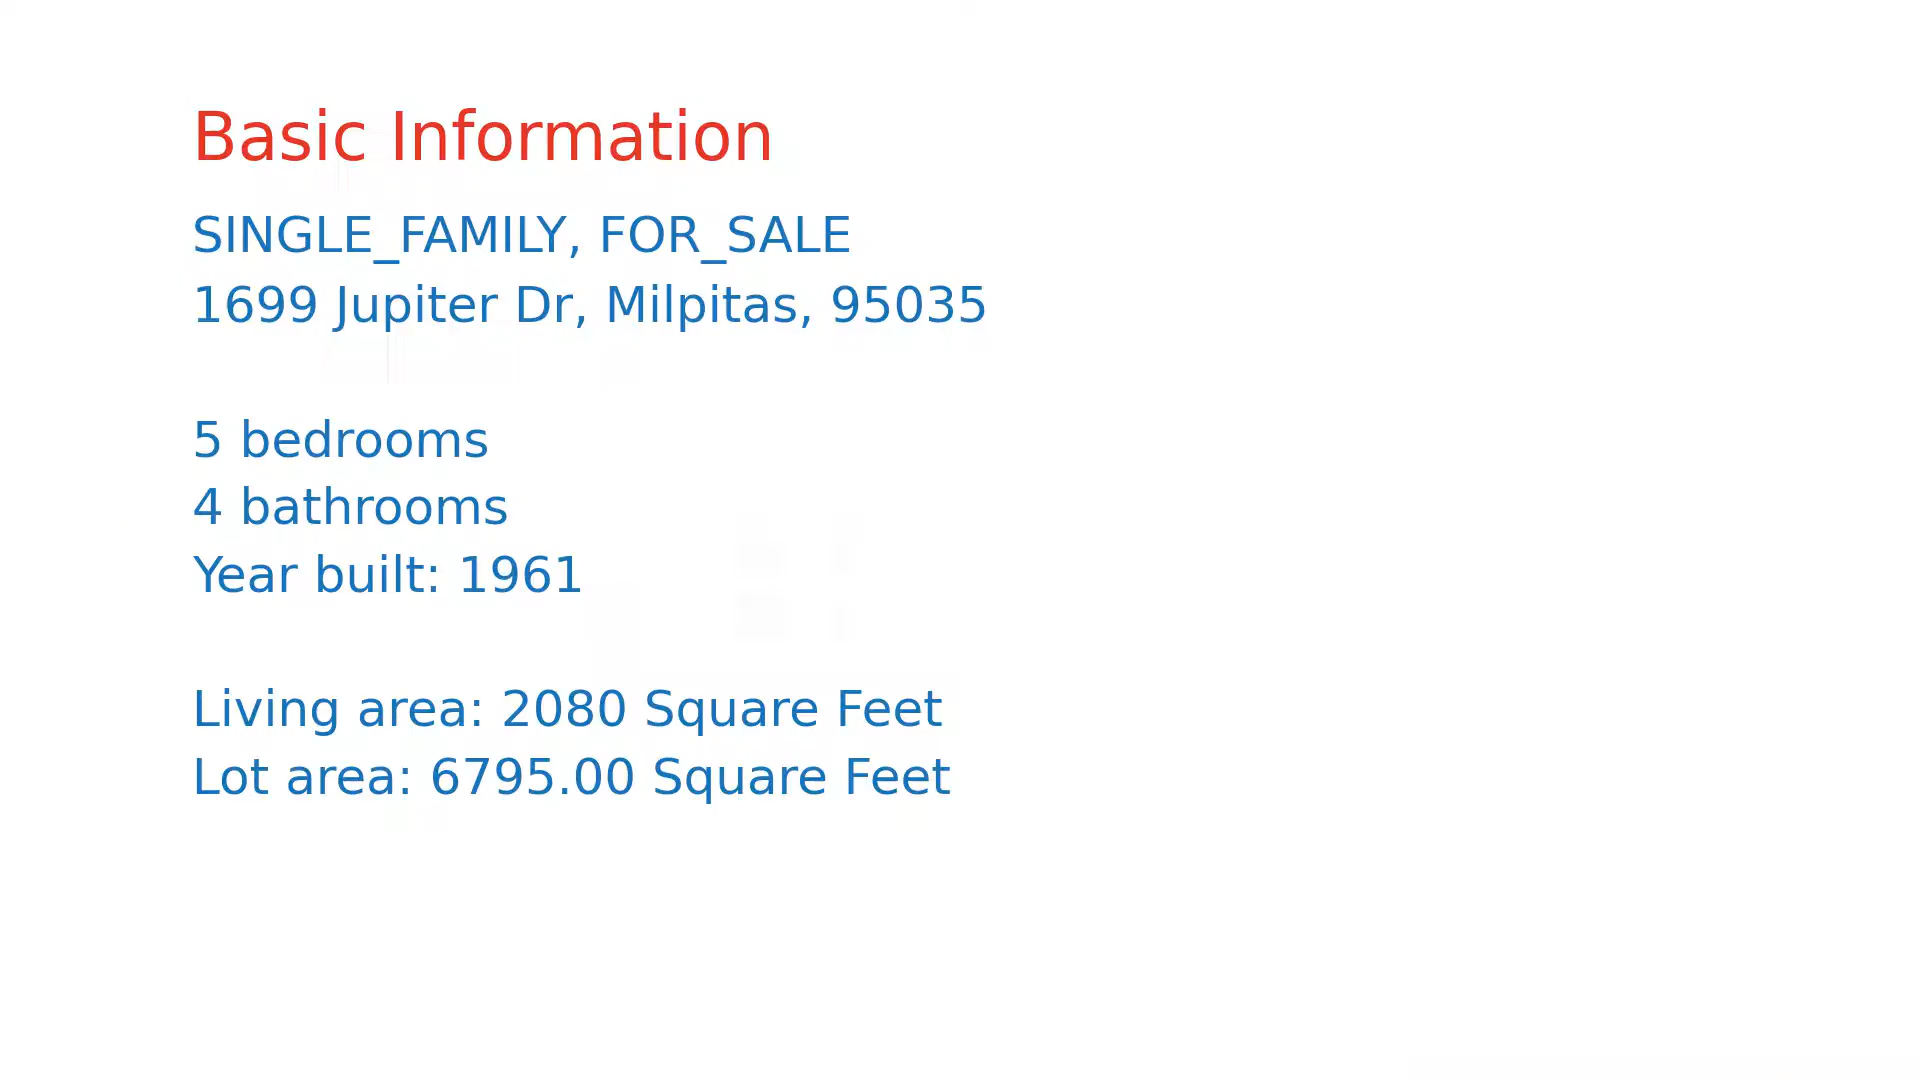 Basic Information
SINGLE_FAMILY, FOR_SALE
1699 Jupiter Dr, Milpitas, 95035
5 bedrooms
4 bathrooms
Year built: 1961
Living area: 2080 Square Feet
Lot area: 6795.00 Square Feet